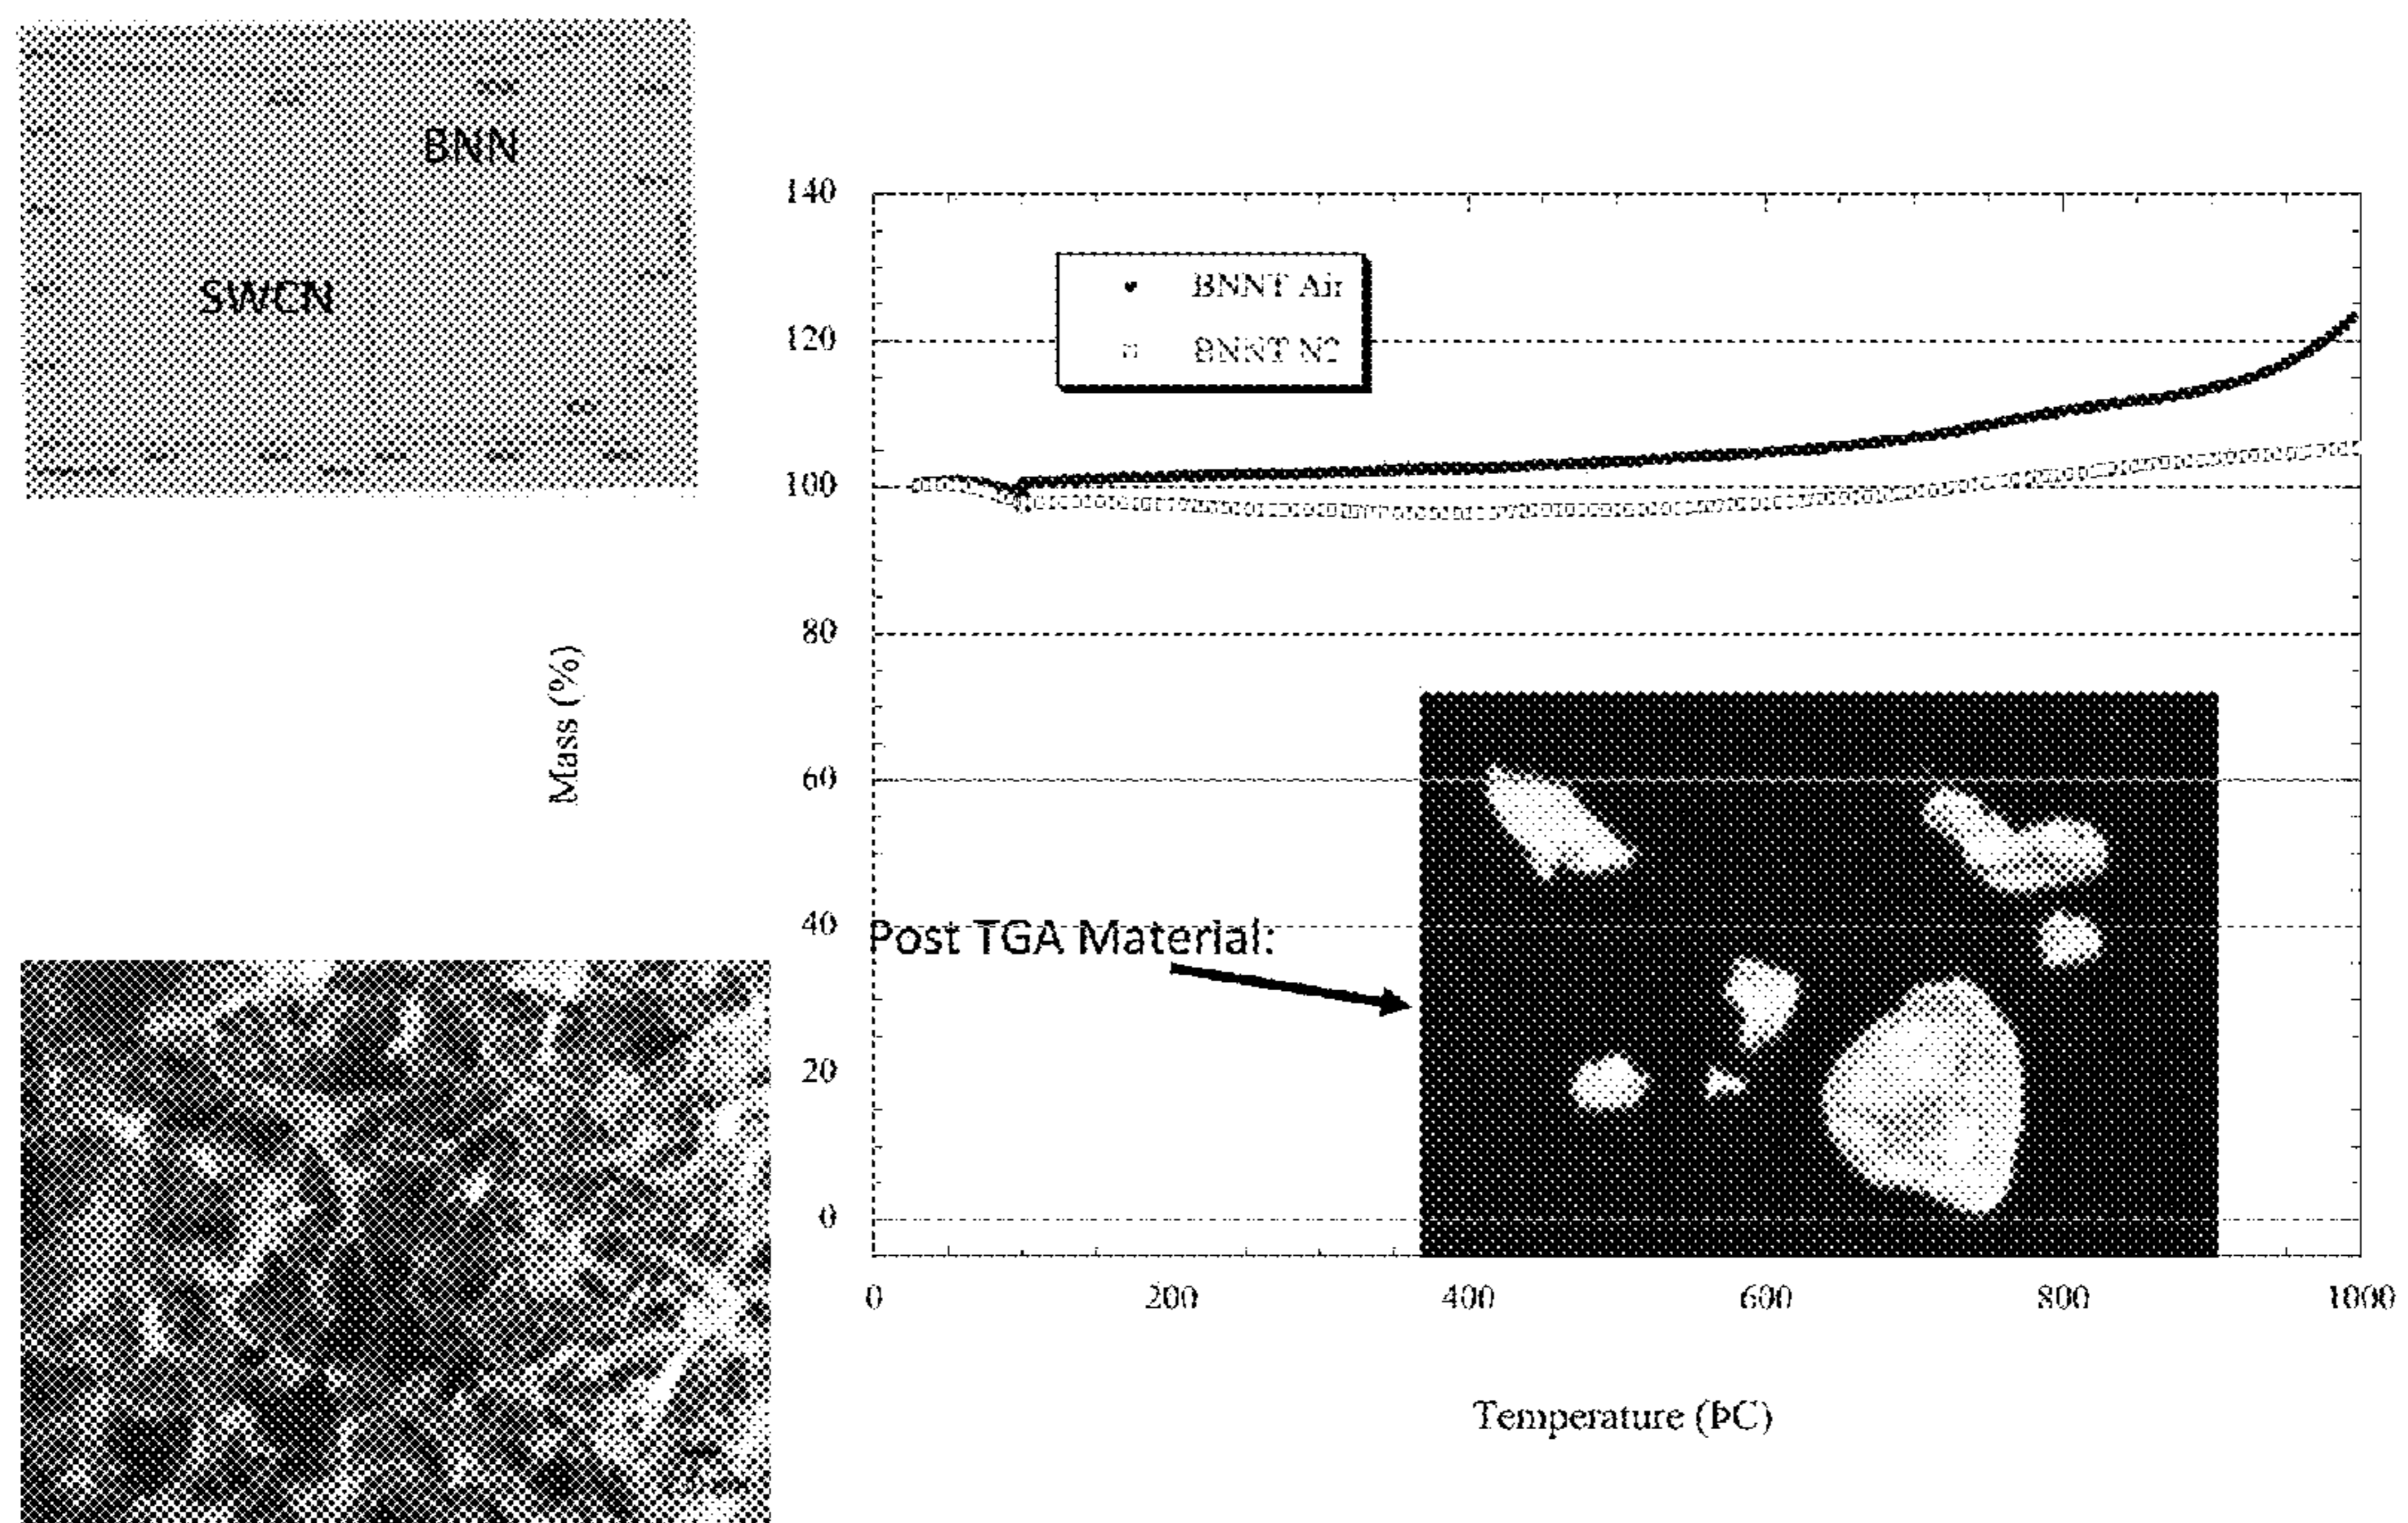 BNN
SWCN
140
120
100
80
60
40
20
0
Mass (%)
BNNT Air
BNNT N2
Post TGA Material:
0
200
400
600
800
1000
Temperature (ÞC)